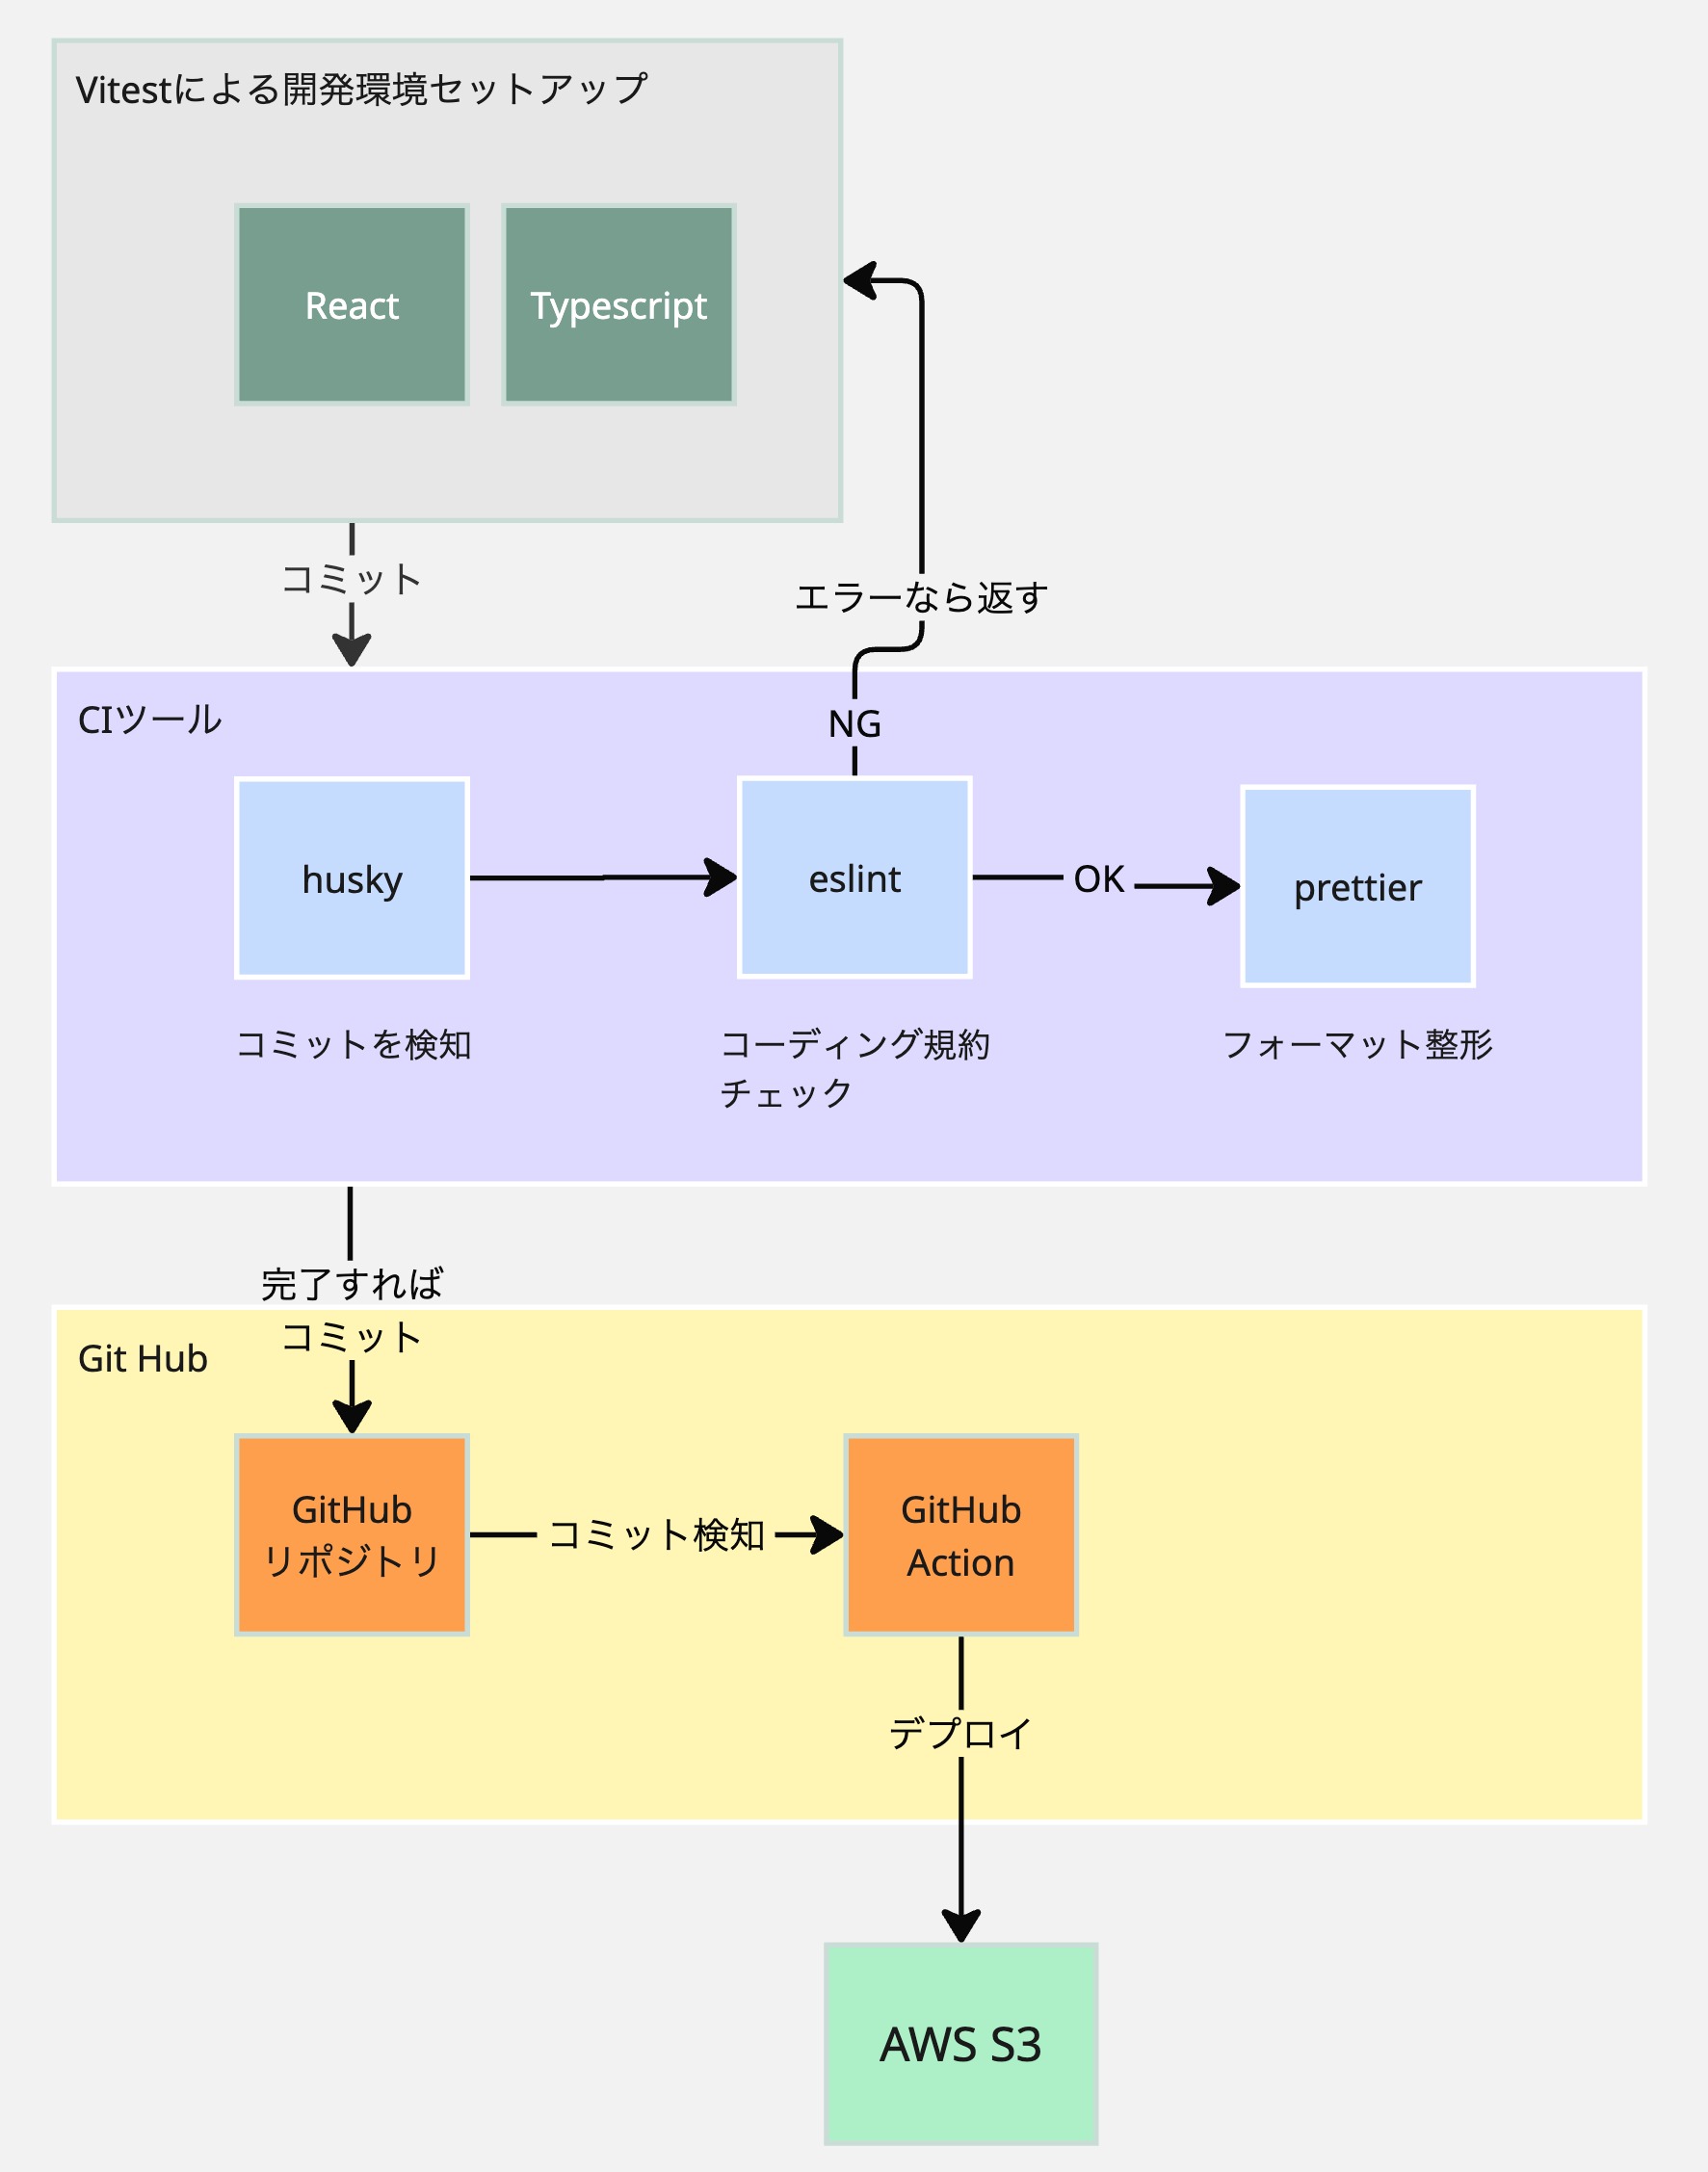 Vitestによる開発環境セットアップ
React
Typescript
コミット
エラーなら返す
CIツール
NG
husky
eslint
OK
prettier
コミットを検知
コーディング規約
チェック
フォーマット整形
完了すれば
コミット
Git Hub
GitHub
リポジトリ
コミット検知
GitHub
Action
デプロイ
AWS S3